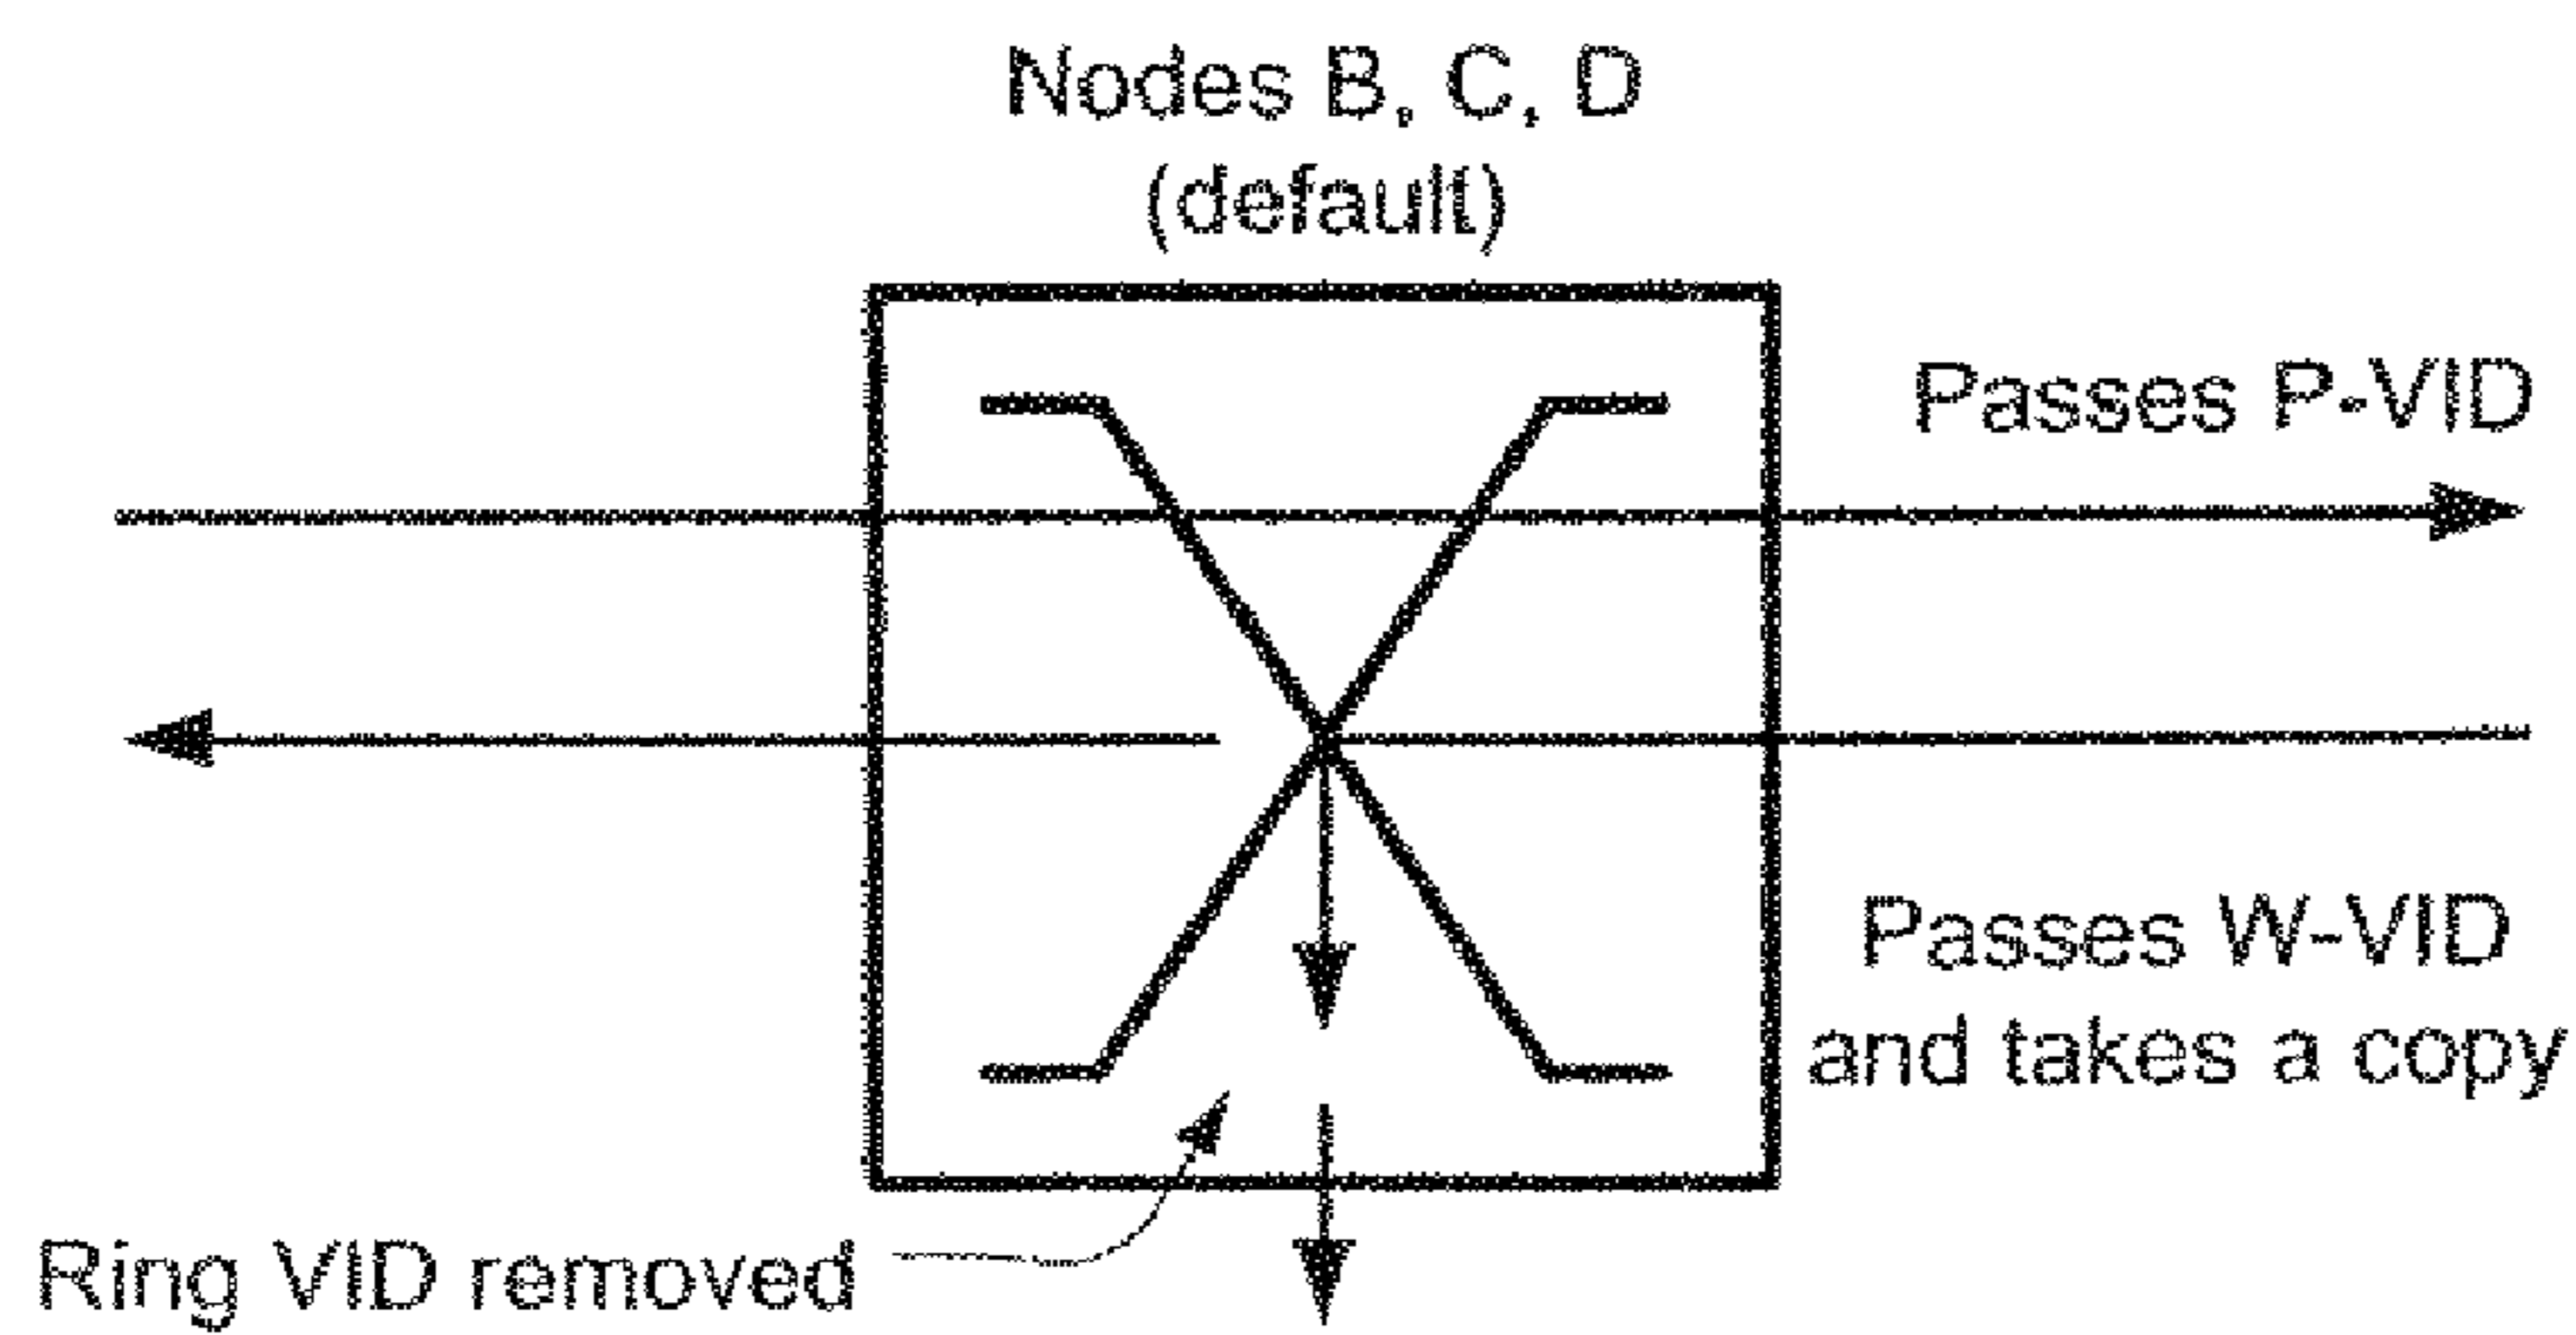 Nodes B, C, D
(default)
Passes P-VID
Passes W-VID
and takes a copy
Ring VID removed